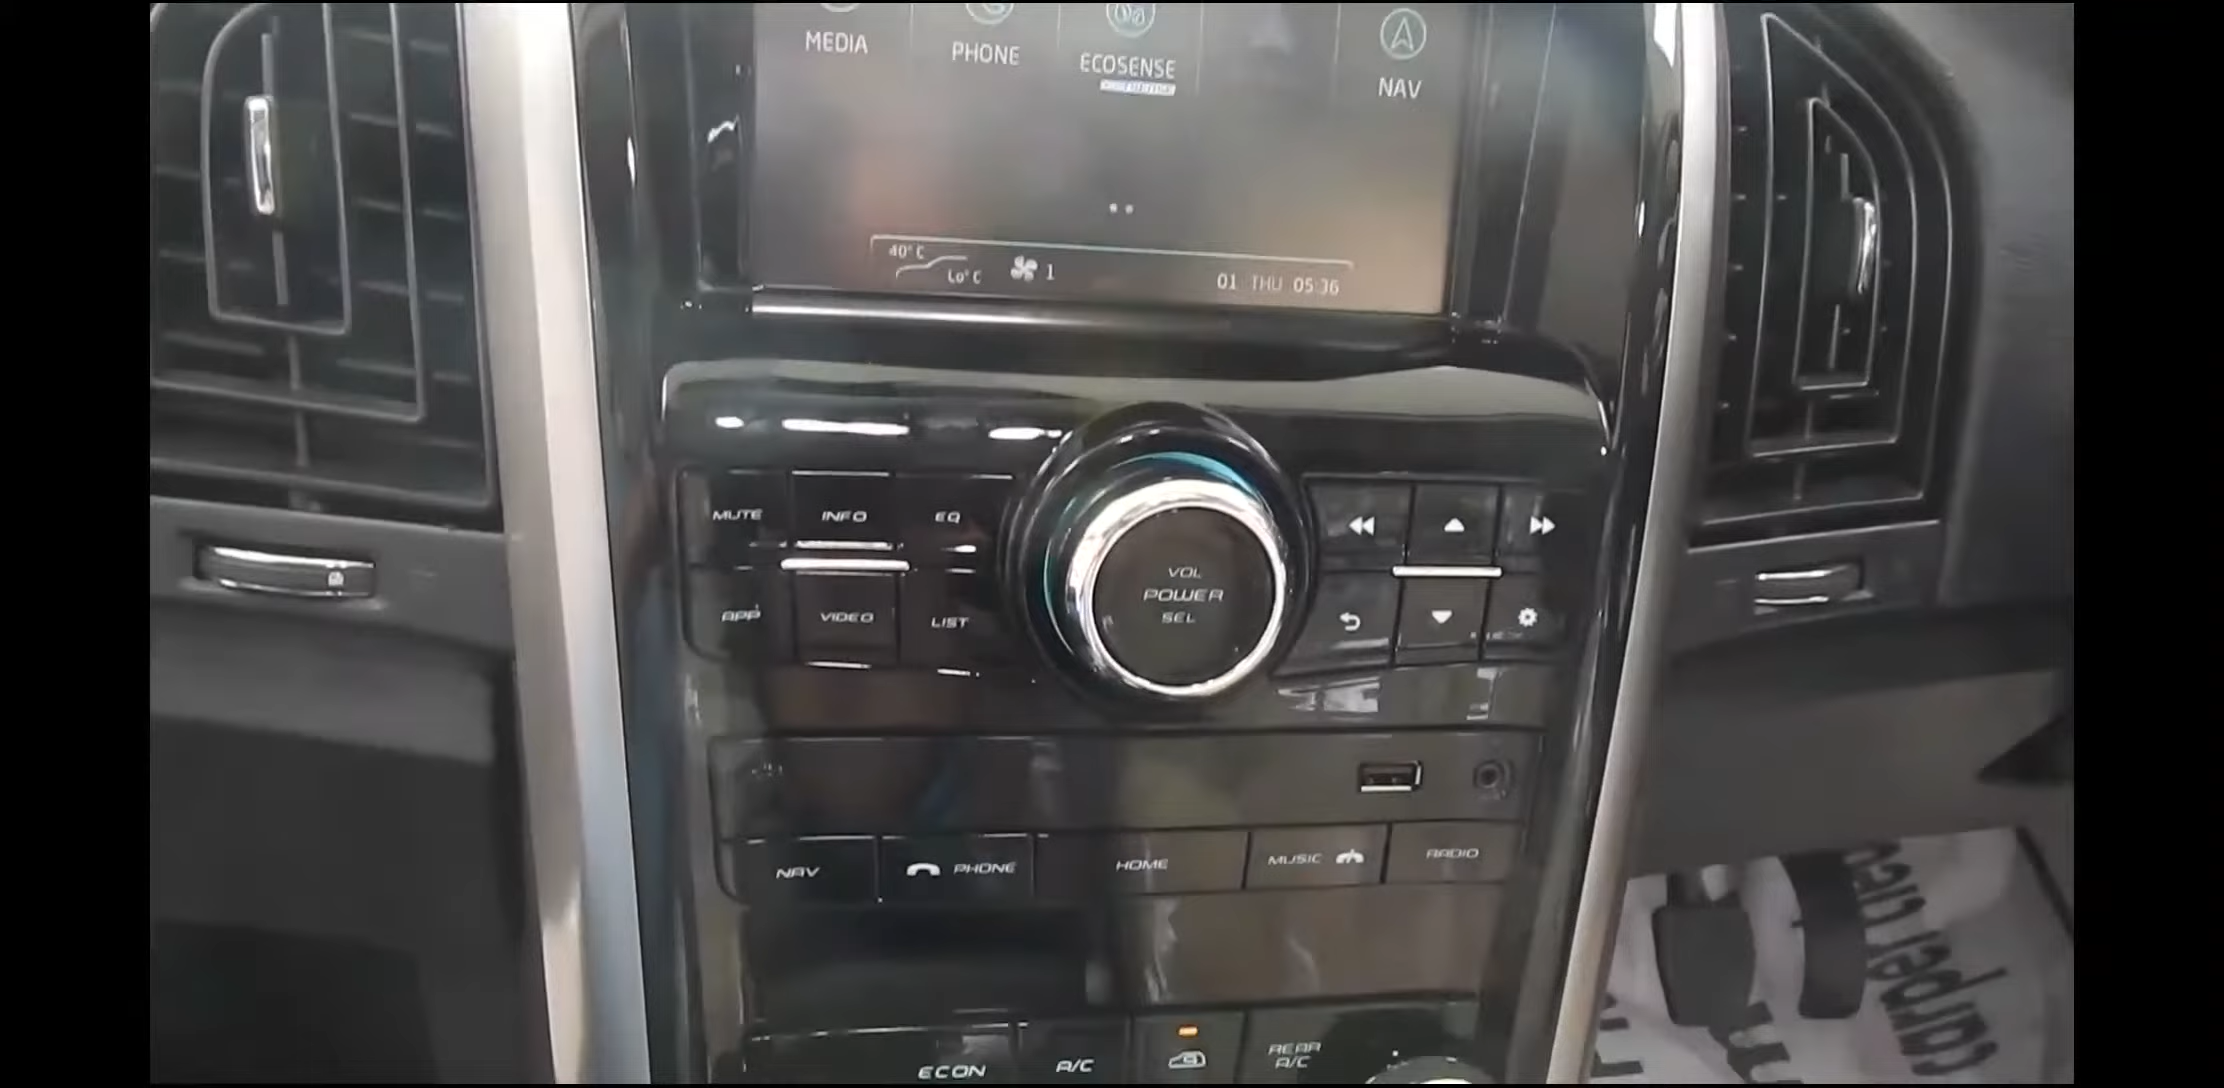 MEDIA
PHONE
ECOSENSE
NAV
40°C
Lo°C
1
01 THU 05:36
MUTE
INFO
EQ
APP
VIDEO
LIST
VOL
POWER
SEL
NAV
PHONE
HOME
MUSIC
RADIO
ECON
A/C
REAR
A/C
carpet